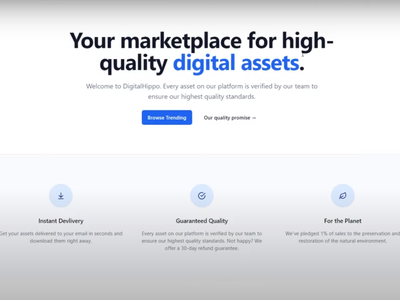 Your marketplace for high-
quality digital assets.
Welcome to DigitalHippo. Every asset on our platform is verified by our team to
ensure our highest quality standards.
Browse Trending
Our quality promise →
Instant Devlivery
Get your assets delivered to your email in seconds and
download them right away.
Guaranteed Quality
Every asset on our platform is verified by our team to
ensure our highest quality standards. Not happy? We
offer a 30-day refund guarantee.
For the Planet
We've pledged 1% of sales to the preservation and
restoration of the natural environment.